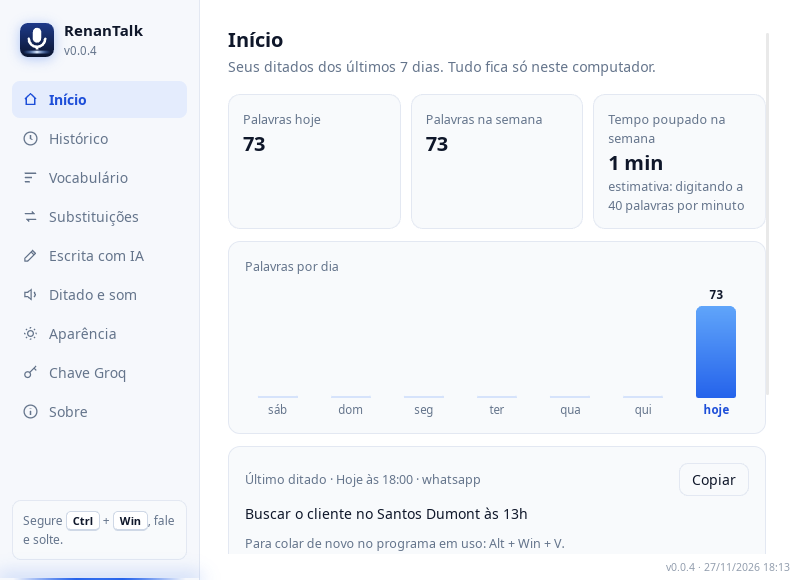 RenanTalk
v0.0.4
Início
Histórico
Vocabulário
Substituições
Escrita com IA
Ditado e som
Aparência
Chave Groq
Sobre
Segure Ctrl + Win, fale
e solte.
Início
Seus ditados dos últimos 7 dias. Tudo fica só neste computador.
Palavras hoje
73
Palavras na semana
73
Tempo poupado na
semana
1 min
estimativa: digitando a
40 palavras por minuto
Palavras por dia
73
sáb dom seg ter qua qui hoje
Último ditado · Hoje às 18:00 · whatsapp
Copiar
Buscar o cliente no Santos Dumont às 13h
Para colar de novo no programa em uso: Alt + Win + V.
v0.0.4 · 27/11/2026 18:13